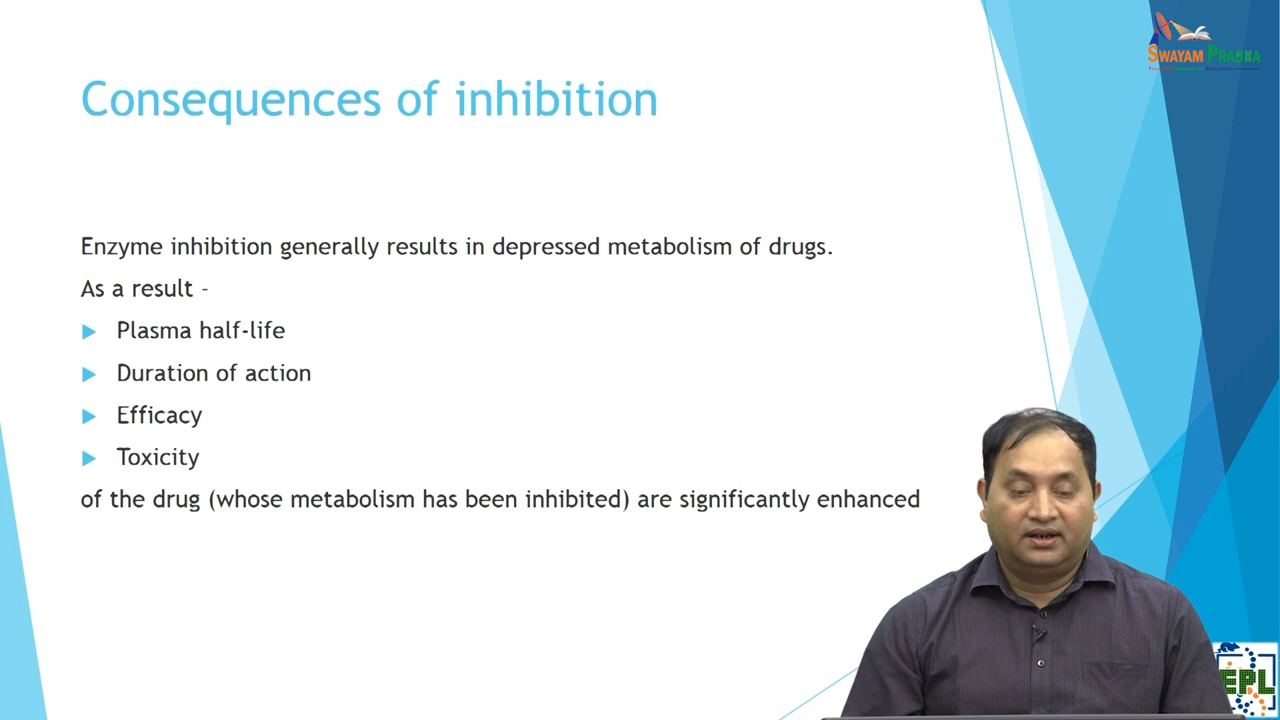 SWAYAM PRABHA
Consequences of inhibition
Enzyme inhibition generally results in depressed metabolism of drugs.
As a result -
Plasma half-life
Duration of action
Efficacy
Toxicity
of the drug (whose metabolism has been inhibited) are significantly enhanced
EPL